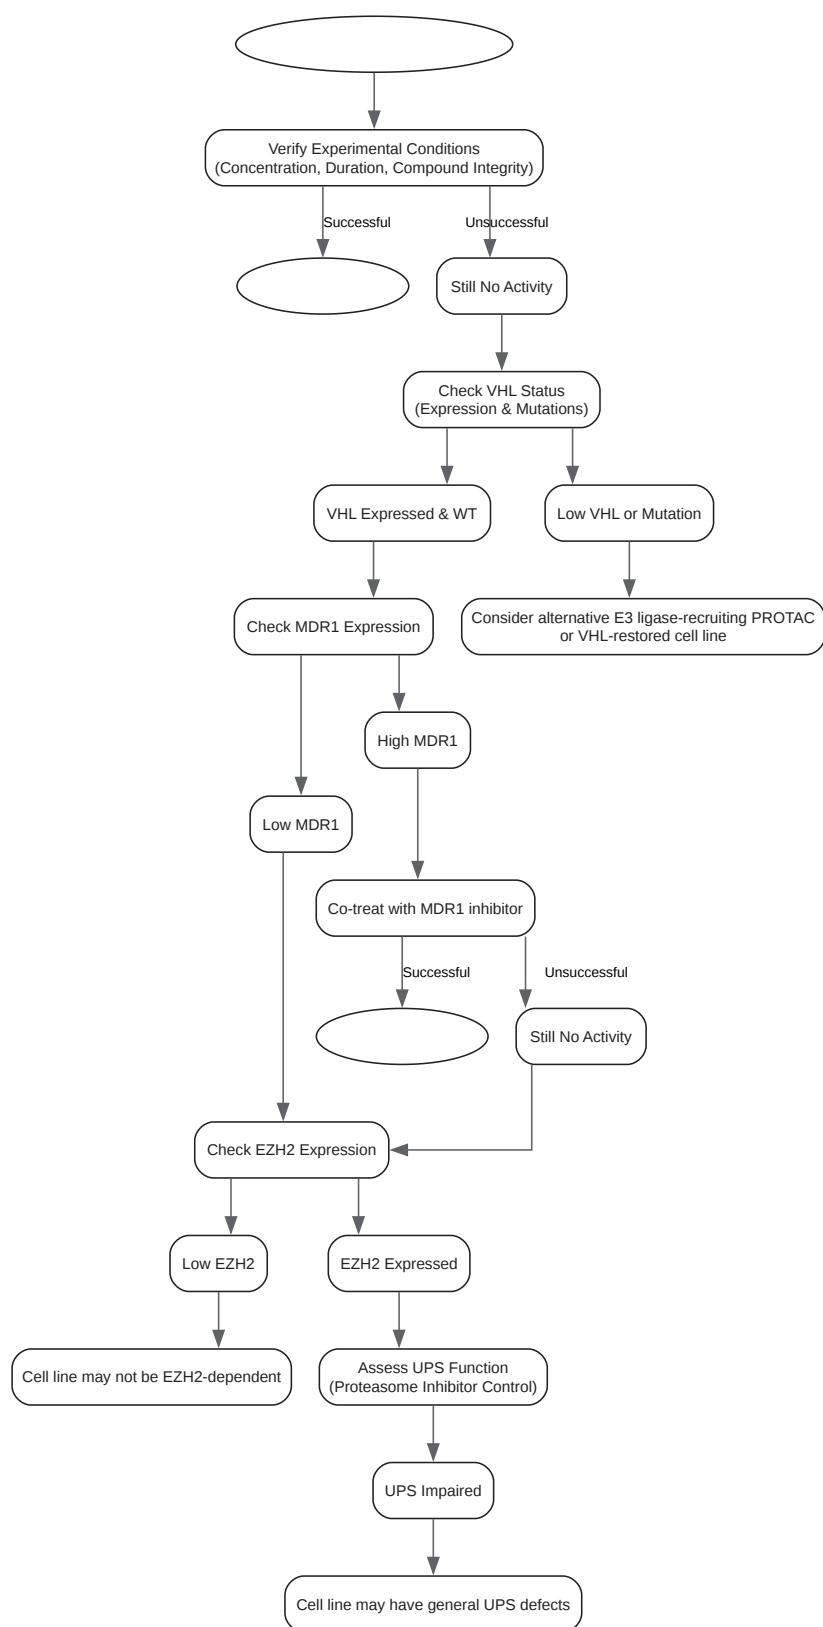 Verify Experimental Conditions
(Concentration, Duration, Compound Integrity)
Successful
Unsuccessful
Still No Activity
Check VHL Status
(Expression & Mutations)
VHL Expressed & WT
Low VHL or Mutation
Check MDR1 Expression
Consider alternative E3 ligase-recruiting PROTAC
or VHL-restored cell line
High MDR1
Low MDR1
Co-treat with MDR1 inhibitor
Successful
Unsuccessful
Still No Activity
Check EZH2 Expression
Low EZH2
EZH2 Expressed
Cell line may not be EZH2-dependent
Assess UPS Function
(Proteasome Inhibitor Control)
UPS Impaired
Cell line may have general UPS defects